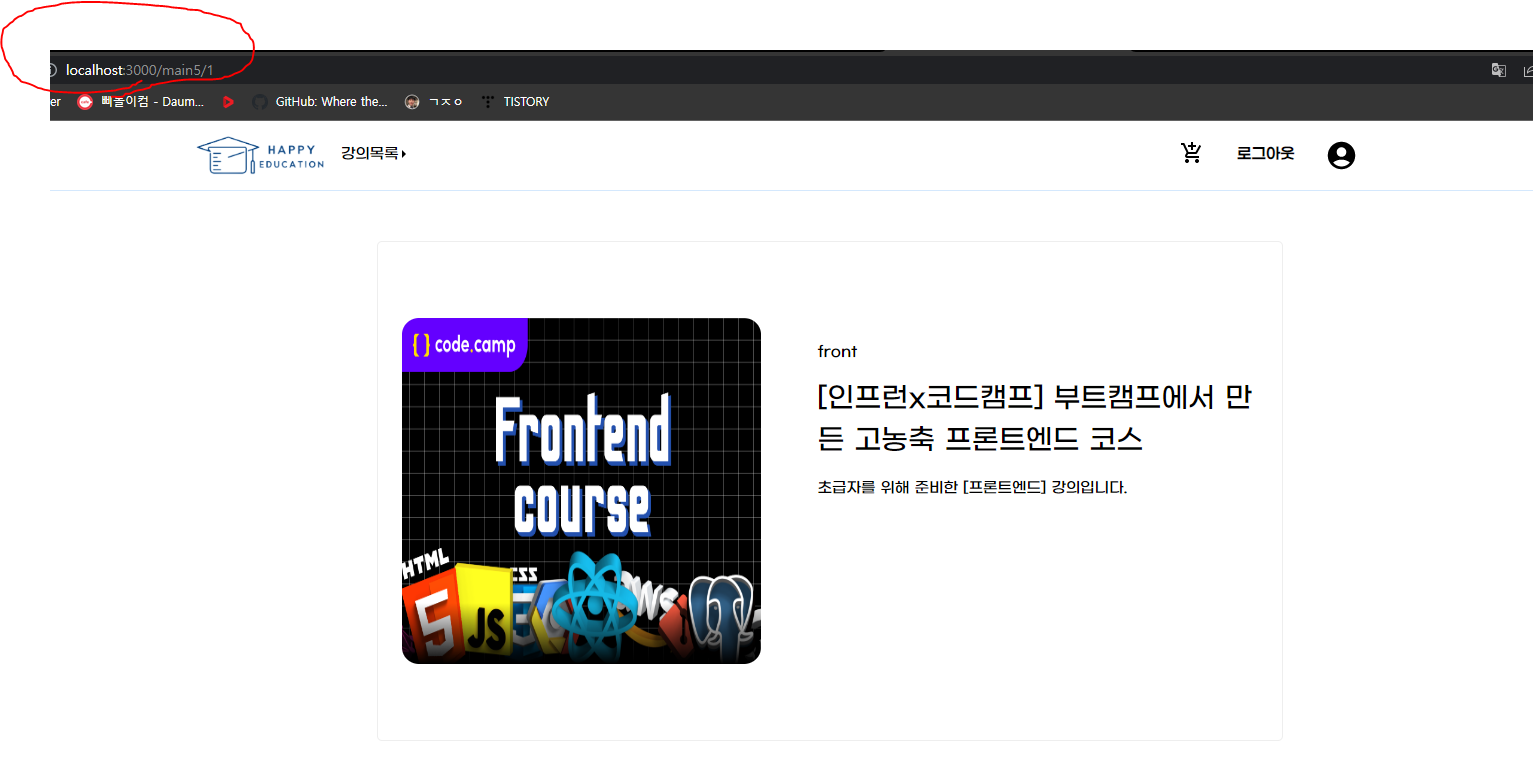 localhost:3000/main5/1
er 삐돌이컴 - Daum... GitHub: Where the... ㄱㅈㅇ TISTORY
HAPPY
EDUCATION
강의목록
로그아웃
{ } code.camp
Frontend
course
HTML
5
JS
CSS
front
[인프런x코드캠프] 부트캠프에서 만
든 고농축 프론트엔드 코스
초급자를 위해 준비한 [프론트엔드] 강의입니다.